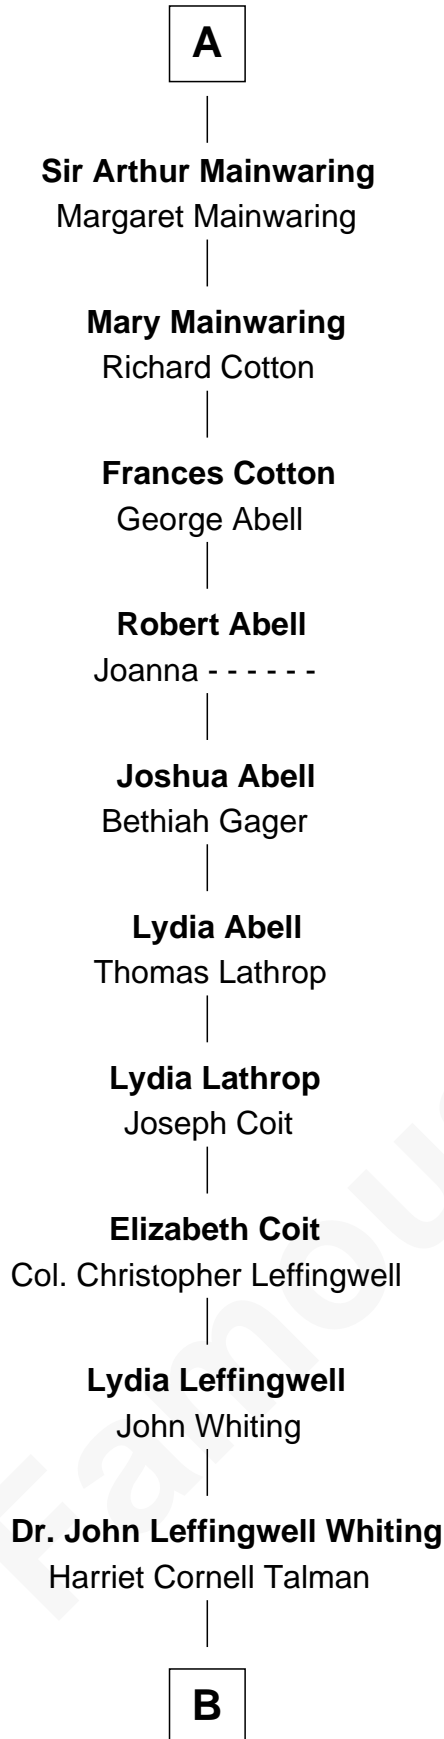 A
Sir Arthur Mainwaring
Margaret Mainwaring
Mary Mainwaring
Richard Cotton
Frances Cotton
George Abell
Robert Abell
Joanna - - - - - -
Joshua Abell
Bethiah Gager
Lydia Abell
Thomas Lathrop
Lydia Lathrop
Joseph Coit
Elizabeth Coit
Col. Christopher Leffingwell
Lydia Leffingwell
John Whiting
Dr. John Leffingwell Whiting
Harriet Cornell Talman
B
Famou